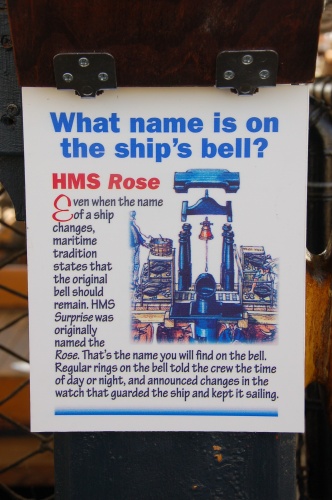 What name is on
the ship's bell?
HMS Rose
Even when the name
of a ship
changes,
maritime
tradition
states that
the original
bell should
remain. HMS
Surprise was
originally
named the
Rose. That's the name you will find on the bell.
Regular rings on the bell told the crew the time
of day or night, and announced changes in the
watch that guarded the ship and kept it sailing.